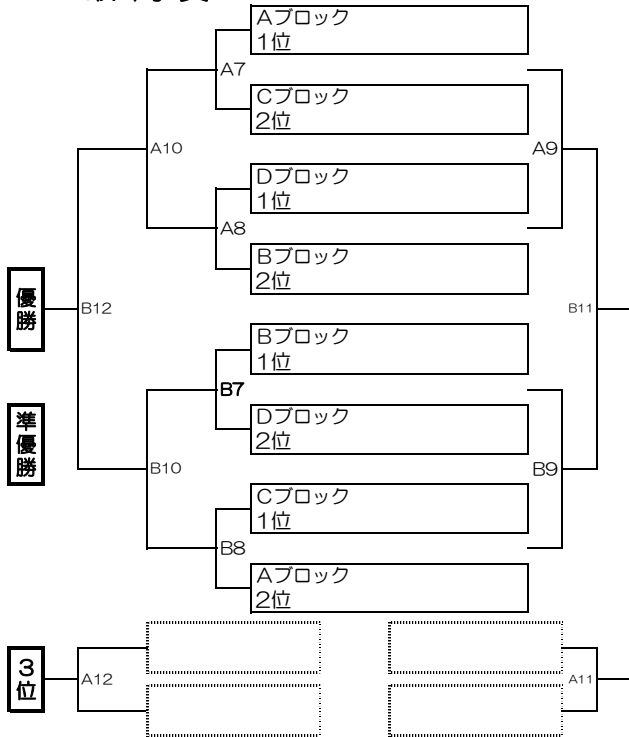 Aブロック
1位
A7
Cブロック
2位
A10
A9
Dブロック
1位
A8
Bブロック
2位
優勝
B12
B11
Bブロック
1位
B7
準優勝
Dブロック
2位
B10
B9
Cブロック
1位
B8
Aブロック
2位
3位
A12
A11